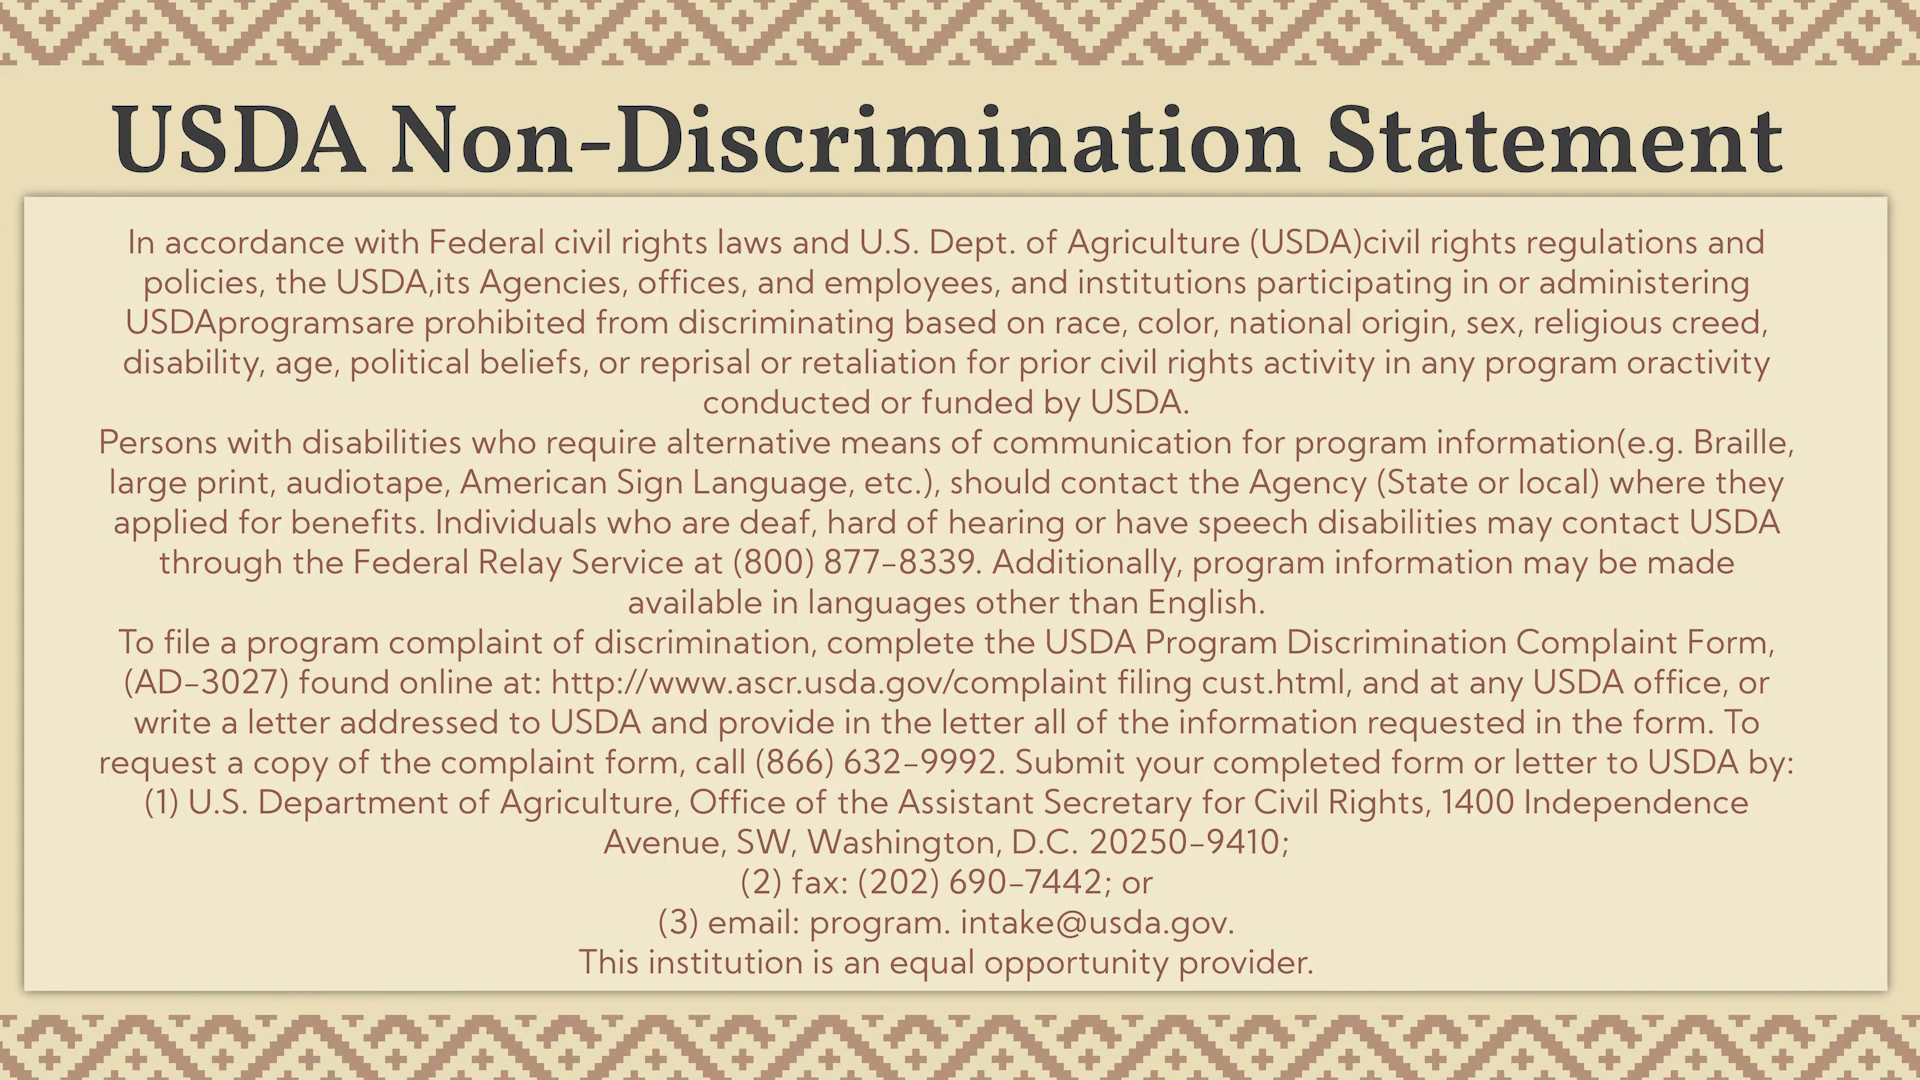 USDA Non-Discrimination Statement
In accordance with Federal civil rights laws and U.S. Dept. of Agriculture (USDA)civil rights regulations and
policies, the USDA,its Agencies, offices, and employees, and institutions participating in or administering
USDAprogramsare prohibited from discriminating based on race, color, national origin, sex, religious creed,
disability, age, political beliefs, or reprisal or retaliation for prior civil rights activity in any program oractivity
conducted or funded by USDA.
Persons with disabilities who require alternative means of communication for program information(e.g. Braille,
large print, audiotape, American Sign Language, etc.), should contact the Agency (State or local) where they
applied for benefits. Individuals who are deaf, hard of hearing or have speech disabilities may contact USDA
through the Federal Relay Service at (800) 877-8339. Additionally, program information may be made
available in languages other than English.
To file a program complaint of discrimination, complete the USDA Program Discrimination Complaint Form,
(AD-3027) found online at: http://www.ascr.usda.gov/complaint filing cust.html, and at any USDA office, or
write a letter addressed to USDA and provide in the letter all of the information requested in the form. To
request a copy of the complaint form, call (866) 632-9992. Submit your completed form or letter to USDA by:
(1) U.S. Department of Agriculture, Office of the Assistant Secretary for Civil Rights, 1400 Independence
Avenue, SW, Washington, D.C. 20250-9410;
(2) fax: (202) 690-7442; or
(3) email: program. intake@usda.gov.
This institution is an equal opportunity provider.